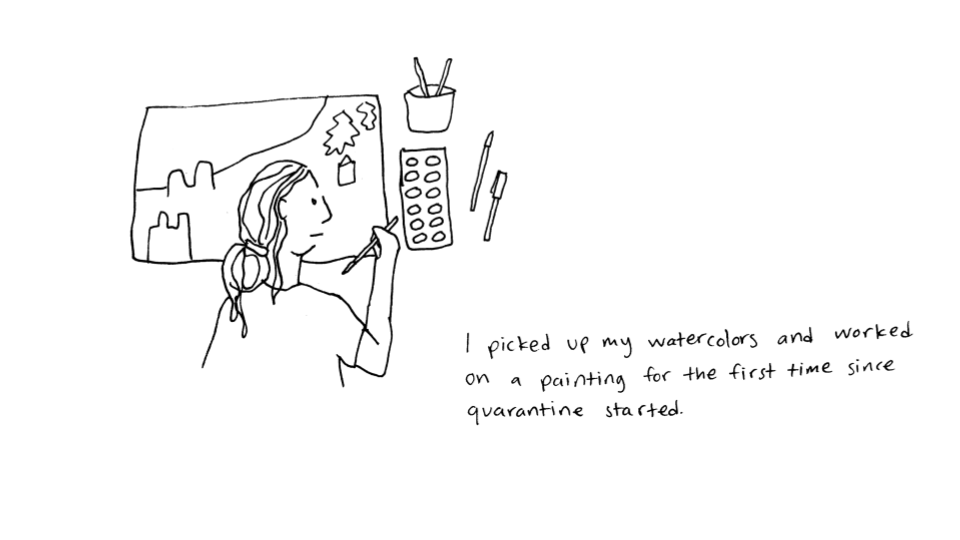 I picked up my watercolors and worked
on a painting for the first time since
quarantine started.